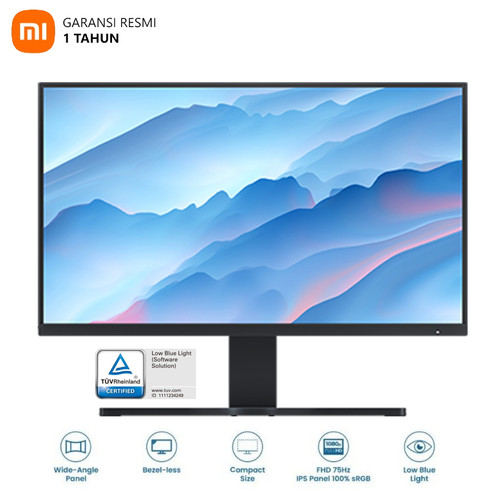 GARANSI RESMI
1 TAHUN
TÜVRheinland
CERTIFIED
Low Blue Light
(Software
Solution)
www.tuv.com
ID 1111234249
Wide-Angle
Panel
Bezel-less
Compact
Size
1080p
FHD 75Hz
IPS Panel 100% sRGB
Low Blue
Light